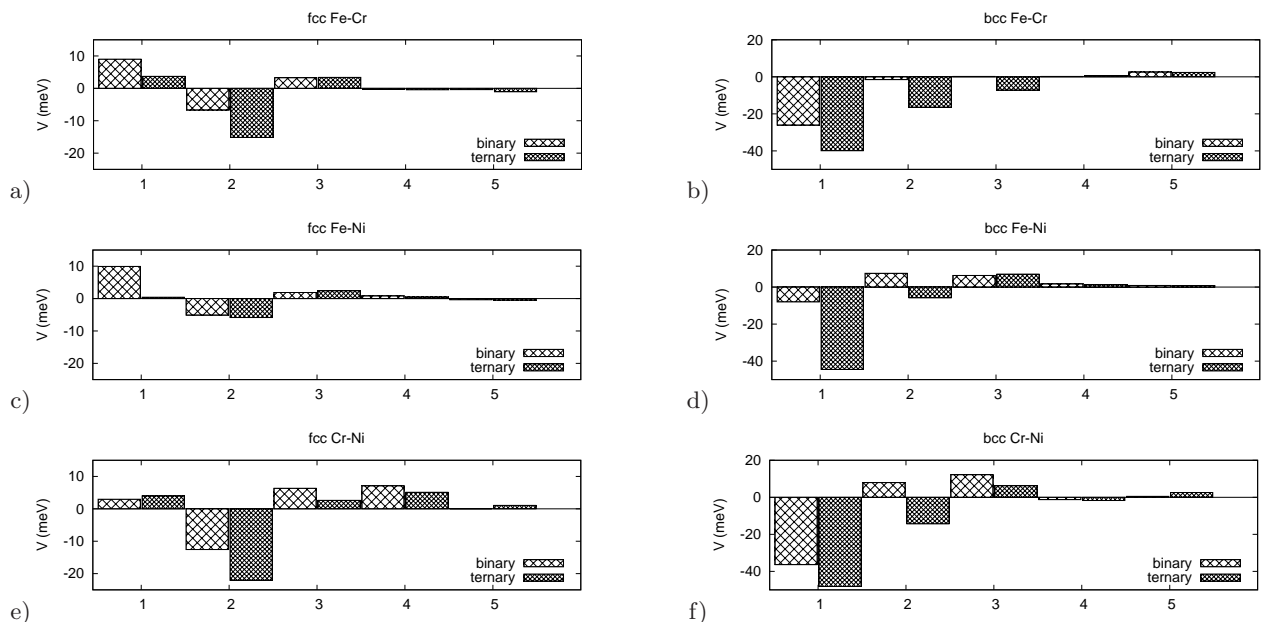 fcc Fe-Cr
V (meV)
10
0
-10
-20
binary
ternary
1 2 3 4 5
a)
bcc Fe-Cr
V (meV)
20
0
-20
-40
binary
ternary
1 2 3 4 5
b)
fcc Fe-Ni
V (meV)
10
0
-10
-20
binary
ternary
1 2 3 4 5
c)
bcc Fe-Ni
V (meV)
20
0
-20
-40
binary
ternary
1 2 3 4 5
d)
fcc Cr-Ni
V (meV)
10
0
-10
-20
binary
ternary
1 2 3 4 5
e)
bcc Cr-Ni
V (meV)
20
0
-20
-40
binary
ternary
1 2 3 4 5
f)